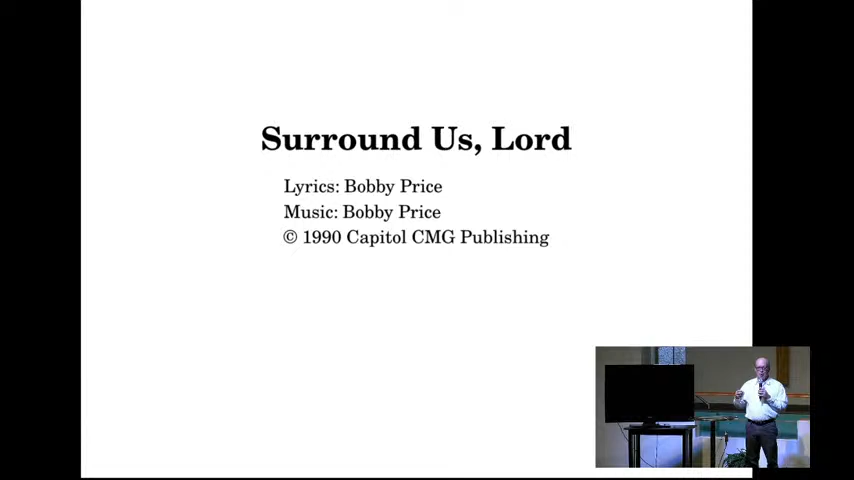 Surround Us, Lord
Lyrics: Bobby Price
Music: Bobby Price
© 1990 Capitol CMG Publishing